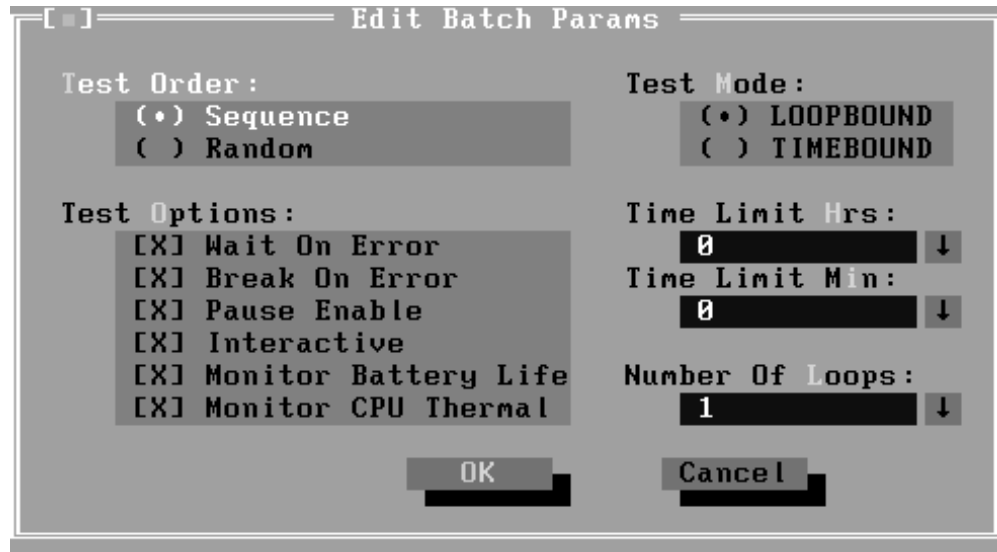 [■] Edit Batch Params
Test Order:
(•) Sequence
( ) Random
Test Mode:
(•) LOOPBOUND
( ) TIMEBOUND
Test Options:
[X] Wait On Error
[X] Break On Error
[X] Pause Enable
[X] Interactive
[X] Monitor Battery Life
[X] Monitor CPU Thermal
Time Limit Hrs:
0 ↓
Time Limit Min:
0 ↓
Number Of Loops:
1 ↓
OK
Cancel